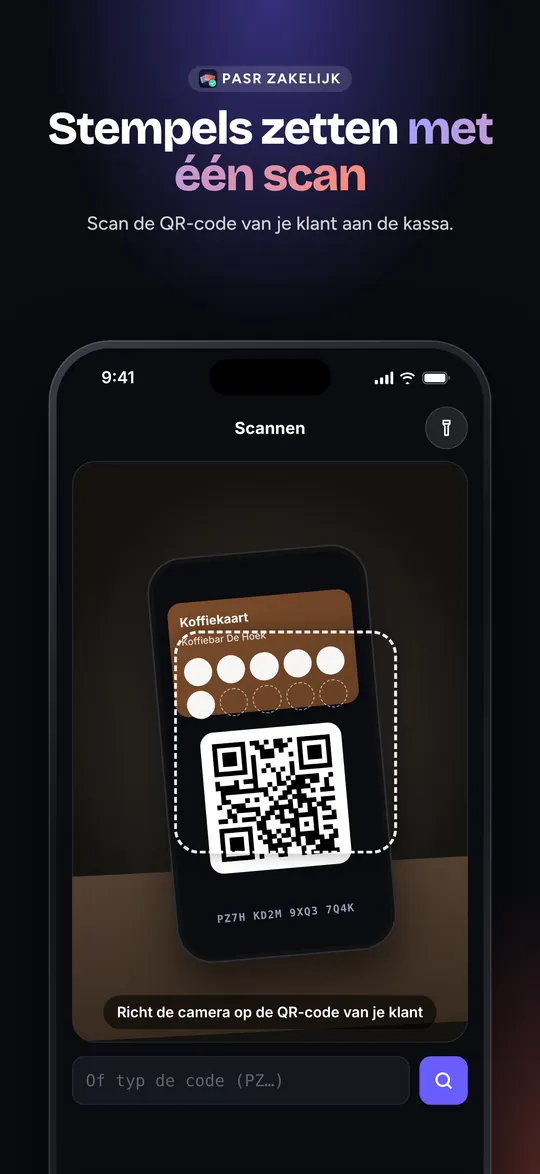 PASR ZAKELIJK
Stempels zetten met
één scan
Scan de QR-code van je klant aan de kassa.
9:41
Scannen
Koffiekaart
Koffiebar De Hoek
PZ7H KD2M 9XQ3 7Q4K
Richt de camera op de QR-code van je klant
Of typ de code (PZ…)